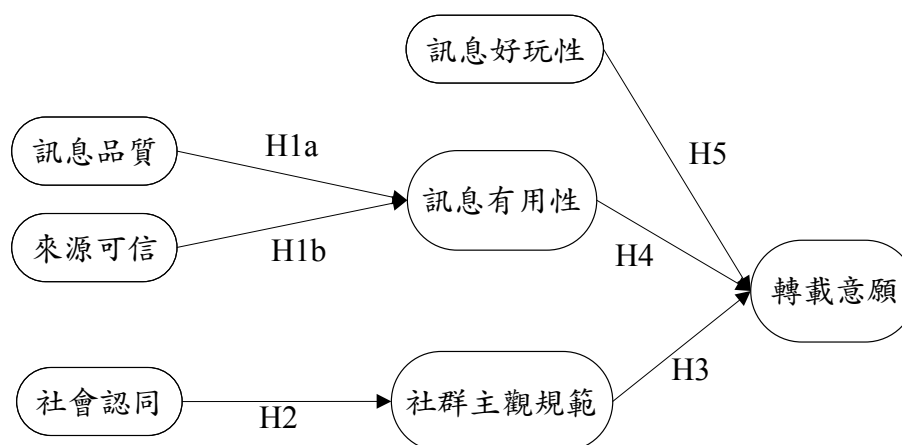 訊息好玩性
H1a
訊息品質
H5
訊息有用性
來源可信
H1b
H4
轉載意願
H3
社會認同
H2
社群主觀規範